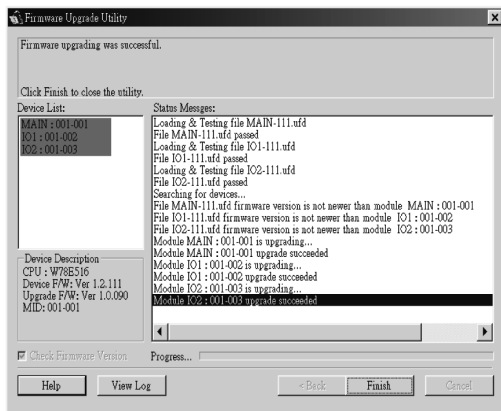 Firmware Upgrade Utility
Firmware upgrading was successful.
Click Finish to close the utility.
Device List:
MAIN : 001-001
IO1 : 001-002
IO2 : 001-003
Device Description
CPU : W78E516
Device F/W: Ver 1.2.111
Upgrade F/W: Ver 1.0.090
MID: 001-001
Status Messges:
Loading & Testing file MAIN-111.ufd
File MAIN-111.ufd passed
Loading & Testing file IO1-111.ufd
File IO1-111.ufd passed
Loading & Testing file IO2-111.ufd
File IO2-111.ufd passed
Searching for devices...
File MAIN-111.ufd firmware version is not newer than module MAIN : 001-001
File IO1-111.ufd firmware version is not newer than module IO1 : 001-002
File IO2-111.ufd firmware version is not newer than module IO2 : 001-003
Module MAIN : 001-001 is upgrading...
Module MAIN : 001-001 upgrade succeeded
Module IO1 : 001-002 is upgrading...
Module IO1 : 001-002 upgrade succeeded
Module IO2 : 001-003 is upgrading...
Module IO2 : 001-003 upgrade succeeded
Check Firmware Version
Progress...
Help
View Log
< Back
Finish
Cancel